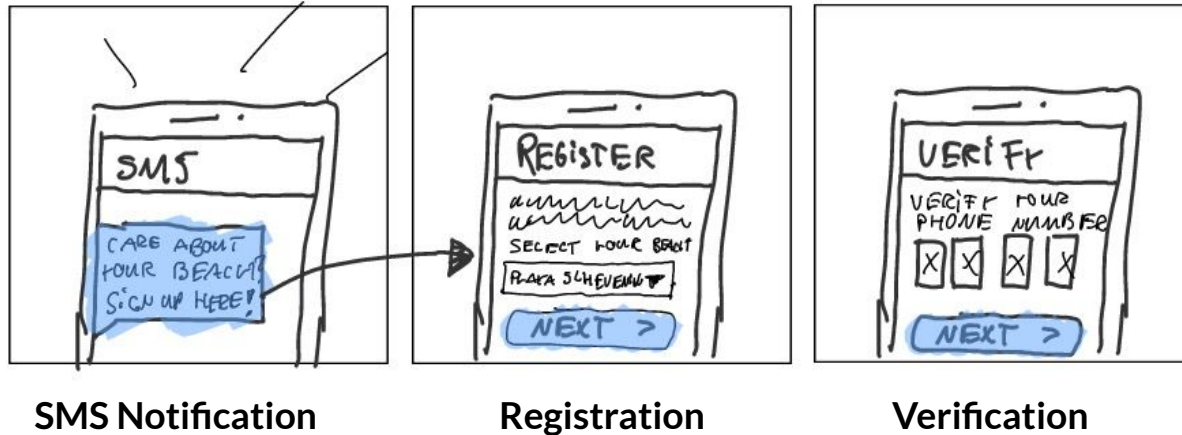 SMS
CARE ABOUT
YOUR BEACH?
SIGN UP HERE!
SMS Notification
REGISTER
SELECT YOUR BEACH
PLAYA SCHEVENING
NEXT >
Registration
VERIFY
VERIFY YOUR
PHONE NUMBER
X X X X
NEXT >
Verification